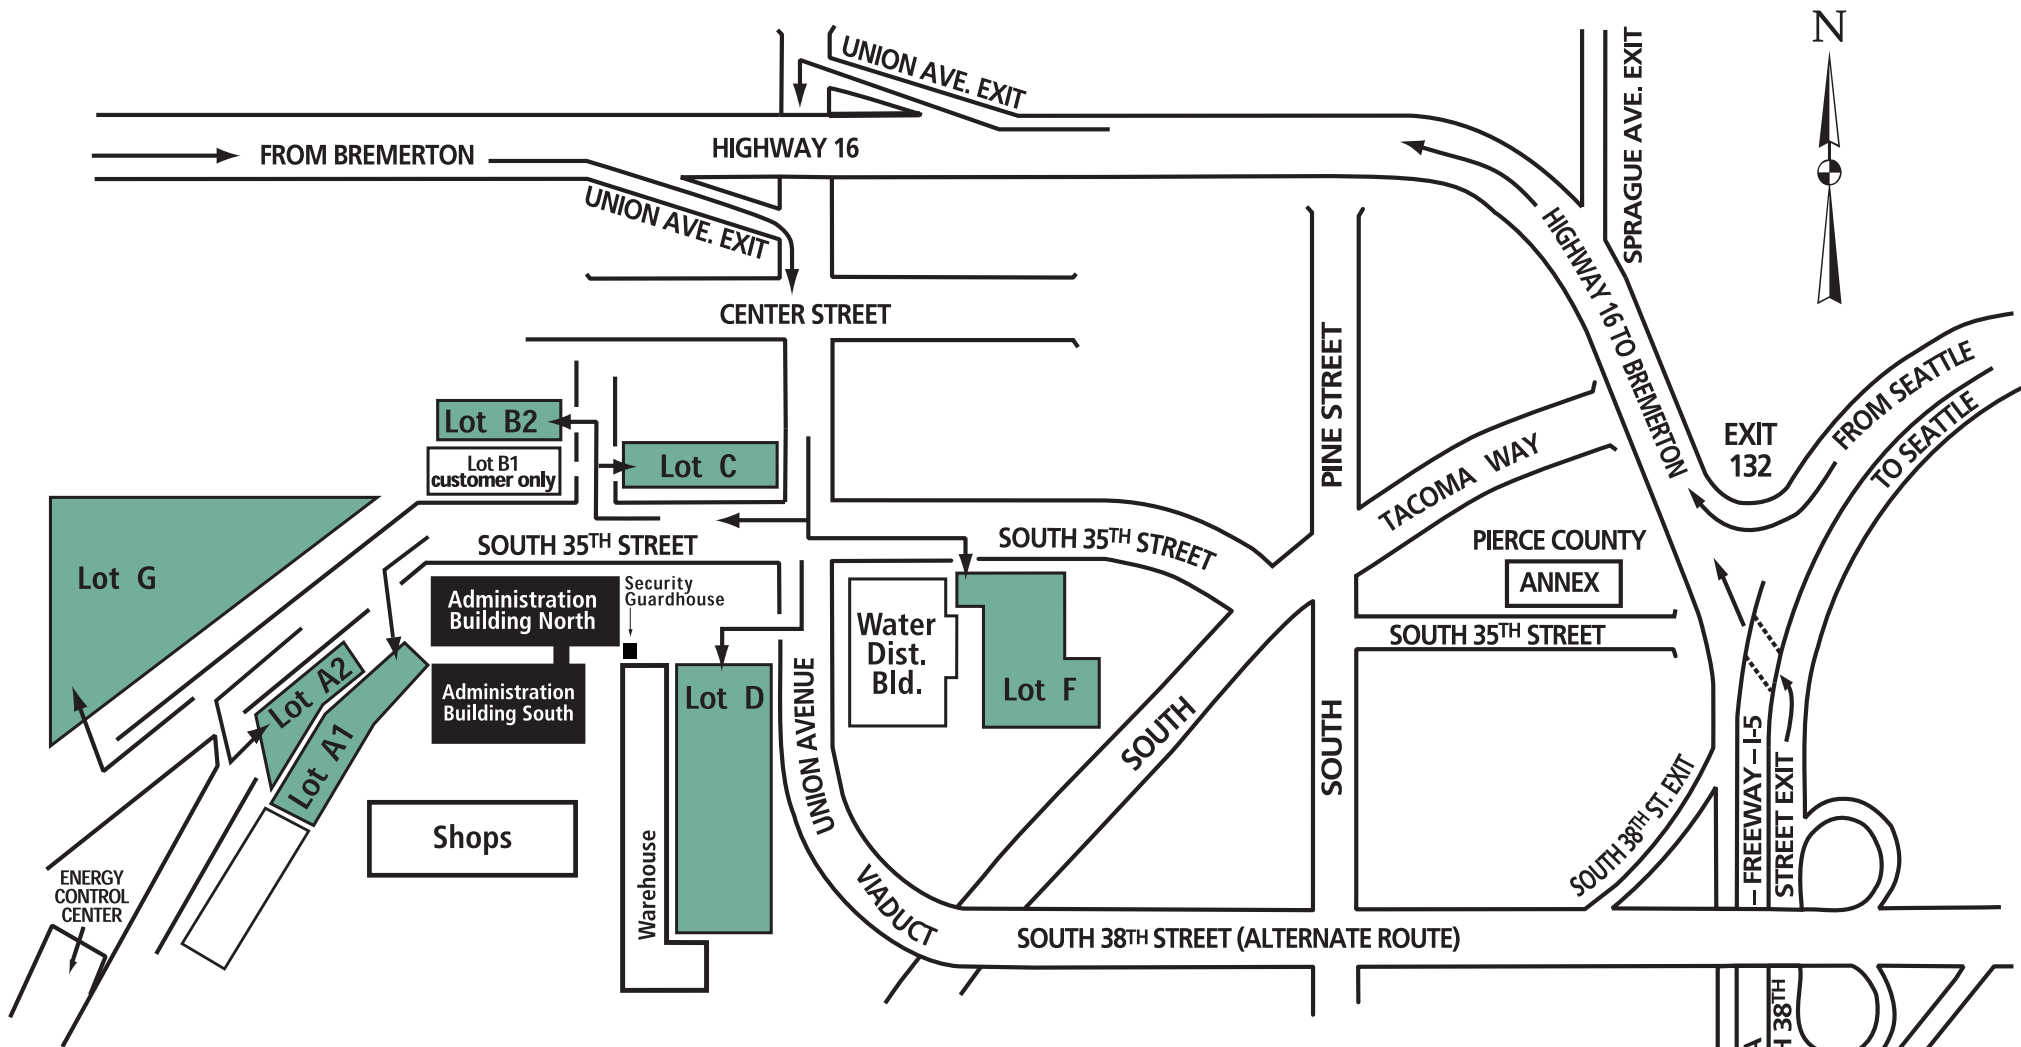 N
UNION AVE. EXIT
SPRAGUE AVE. EXIT
HIGHWAY 16
FROM BREMERTON
UNION AVE. EXIT
HIGHWAY 16 TO BREMERTON
CENTER STREET
FROM SEATTLE
TO SEATTLE
EXIT
132
PINE STREET
TACOMA WAY
Lot B2
Lot B1
customer only
Lot C
SOUTH 35TH STREET
SOUTH 35TH STREET
PIERCE COUNTY
ANNEX
SOUTH 35TH STREET
Lot G
Administration
Building North
Security
Guardhouse
Water
Dist.
Bld.
Lot F
Lot A2
Lot A1
Administration
Building South
Lot D
UNION AVENUE
VIADUCT
SOUTH
SOUTH
FREEWAY – I-5
STREET EXIT
SOUTH 38TH ST. EXIT
Shops
Warehouse
ENERGY
CONTROL
CENTER
SOUTH 38TH STREET (ALTERNATE ROUTE)
38TH